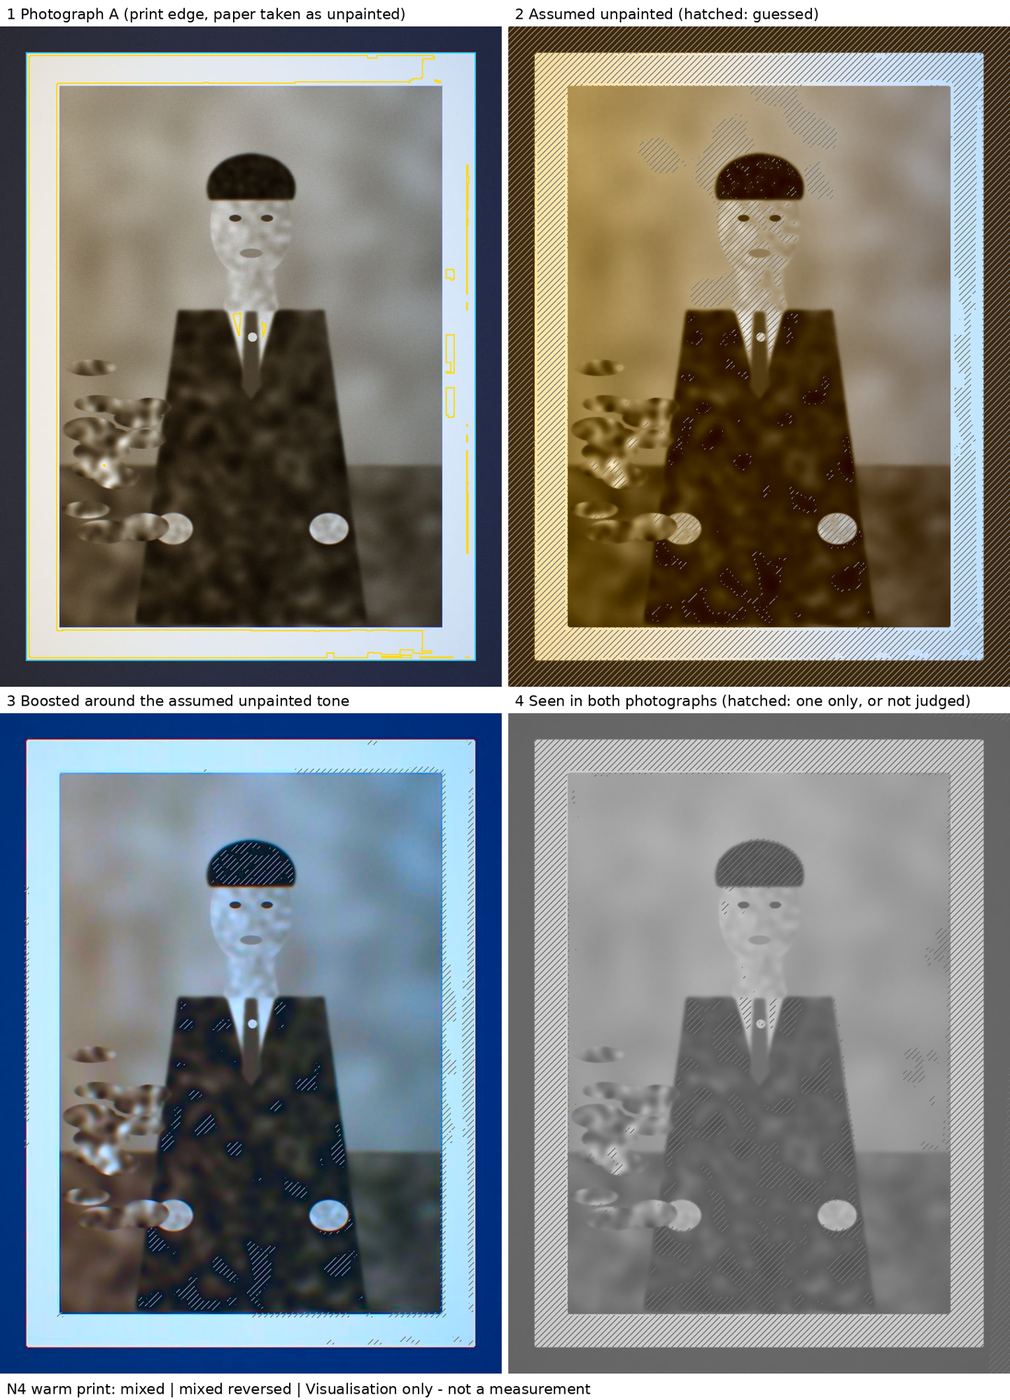 1 Photograph A (print edge, paper taken as unpainted)
2 Assumed unpainted (hatched: guessed)
3 Boosted around the assumed unpainted tone
4 Seen in both photographs (hatched: one only, or not judged)
N4 warm print: mixed | mixed reversed | Visualisation only - not a measurement